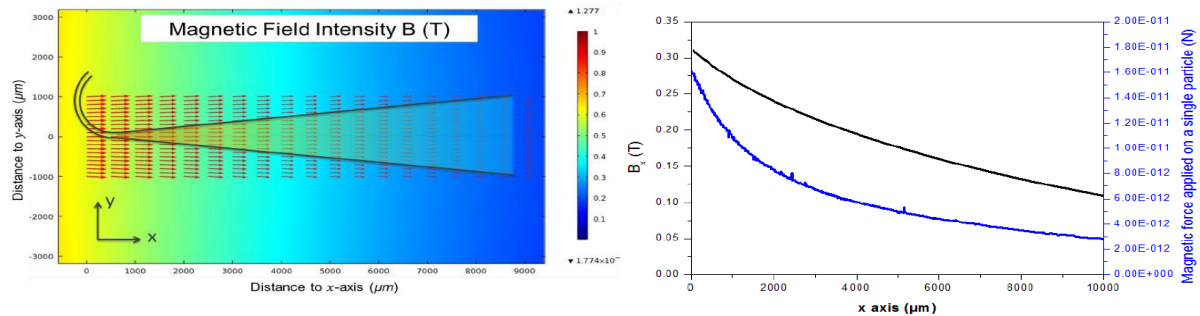 Magnetic Field Intensity B (T)
3000
2000
1000
0
-1000
-2000
-3000
Distance to y-axis (µm)
y
x
0
1000
2000
3000
4000
5000
6000
7000
8000
9000
Distance to x-axis (µm)
▲ 1.277
1
0.9
0.8
0.7
0.6
0.5
0.4
0.3
0.2
0.1
▼ 1.774×10⁻
0.35
0.30
0.25
0.20
0.15
0.10
0.05
0.00
Bx (T)
0
2000
4000
6000
8000
10000
x axis (µm)
2.00E-011
1.80E-011
1.60E-011
1.40E-011
1.20E-011
1.00E-011
8.00E-012
6.00E-012
4.00E-012
2.00E-012
0.00E+000
Magnetic force applied on a single particle (N)